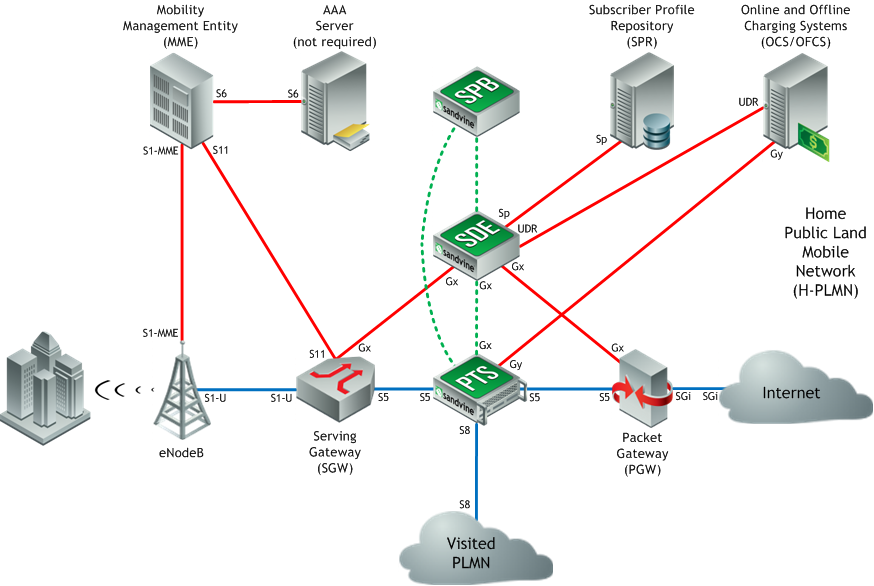 Mobility
Management Entity
(MME)
AAA
Server
(not required)
Subscriber Profile
Repository
(SPR)
Online and Offline
Charging Systems
(OCS/OFCS)
SPB
sandvine
S6
S6
UDR
S1-MME
S11
Sp
Gy
Sp
UDR
SDE
sandvine
Gx
Gx
Gx
Home
Public Land
Mobile
Network
(H-PLMN)
S1-MME
S11
Gx
Gx
Gy
Gx
PTS
sandvine
S1-U
S1-U
S5
S5
S5
S5
SGi
SGi
Internet
eNodeB
Serving
Gateway
(SGW)
S8
Packet
Gateway
(PGW)
S8
Visited
PLMN